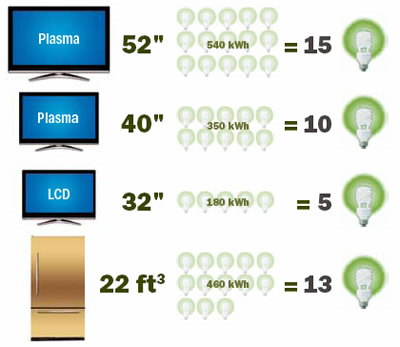 Plasma 52" 540 kWh = 15
Plasma 40" 350 kWh = 10
LCD 32" 180 kWh = 5
22 ft³ 460 kWh = 13